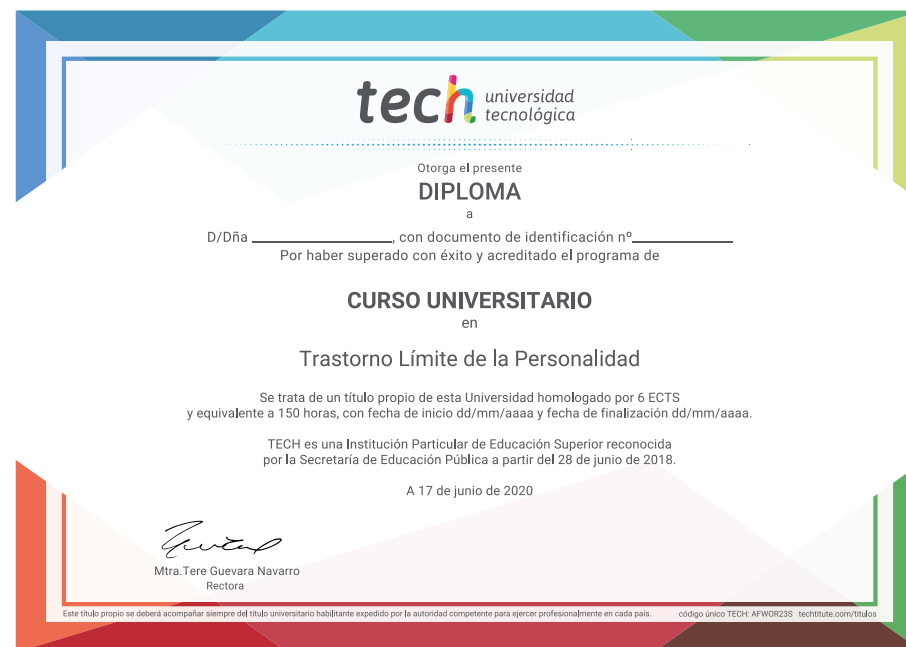 tech universidad
tecnológica
Otorga el presente
DIPLOMA
a
D/Dña ____________________, con documento de identificación nº______________
Por haber superado con éxito y acreditado el programa de
CURSO UNIVERSITARIO
en
Trastorno Límite de la Personalidad
Se trata de un título propio de esta Universidad homologado por 6 ECTS
y equivalente a 150 horas, con fecha de inicio dd/mm/aaaa y fecha de finalización dd/mm/aaaa.
TECH es una Institución Particular de Educación Superior reconocida
por la Secretaría de Educación Pública a partir del 28 de junio de 2018.
A 17 de junio de 2020
Mtra.Tere Guevara Navarro
Rectora
Este título propio se deberá acompañar siempre del título universitario habilitante expedido por la autoridad competente para ejercer profesionalmente en cada país. código único TECH: AFWOR23S techtitute.com/titulos